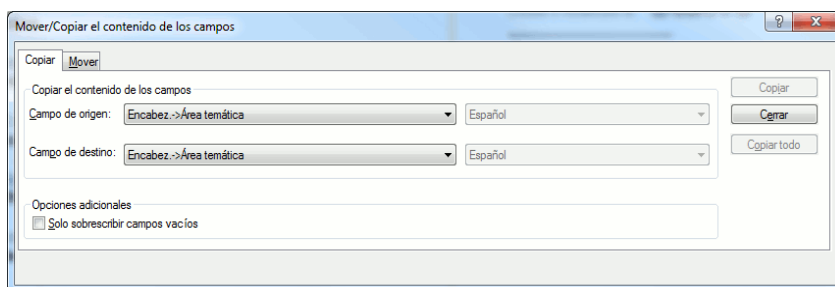 Mover/Copiar el contenido de los campos
Copiar Mover
Copiar el contenido de los campos
Campo de origen: Encabez.->Área temática Español
Campo de destino: Encabez.->Área temática Español
Opciones adicionales
Solo sobrescribir campos vacíos
Copiar
Cerrar
Copiar todo